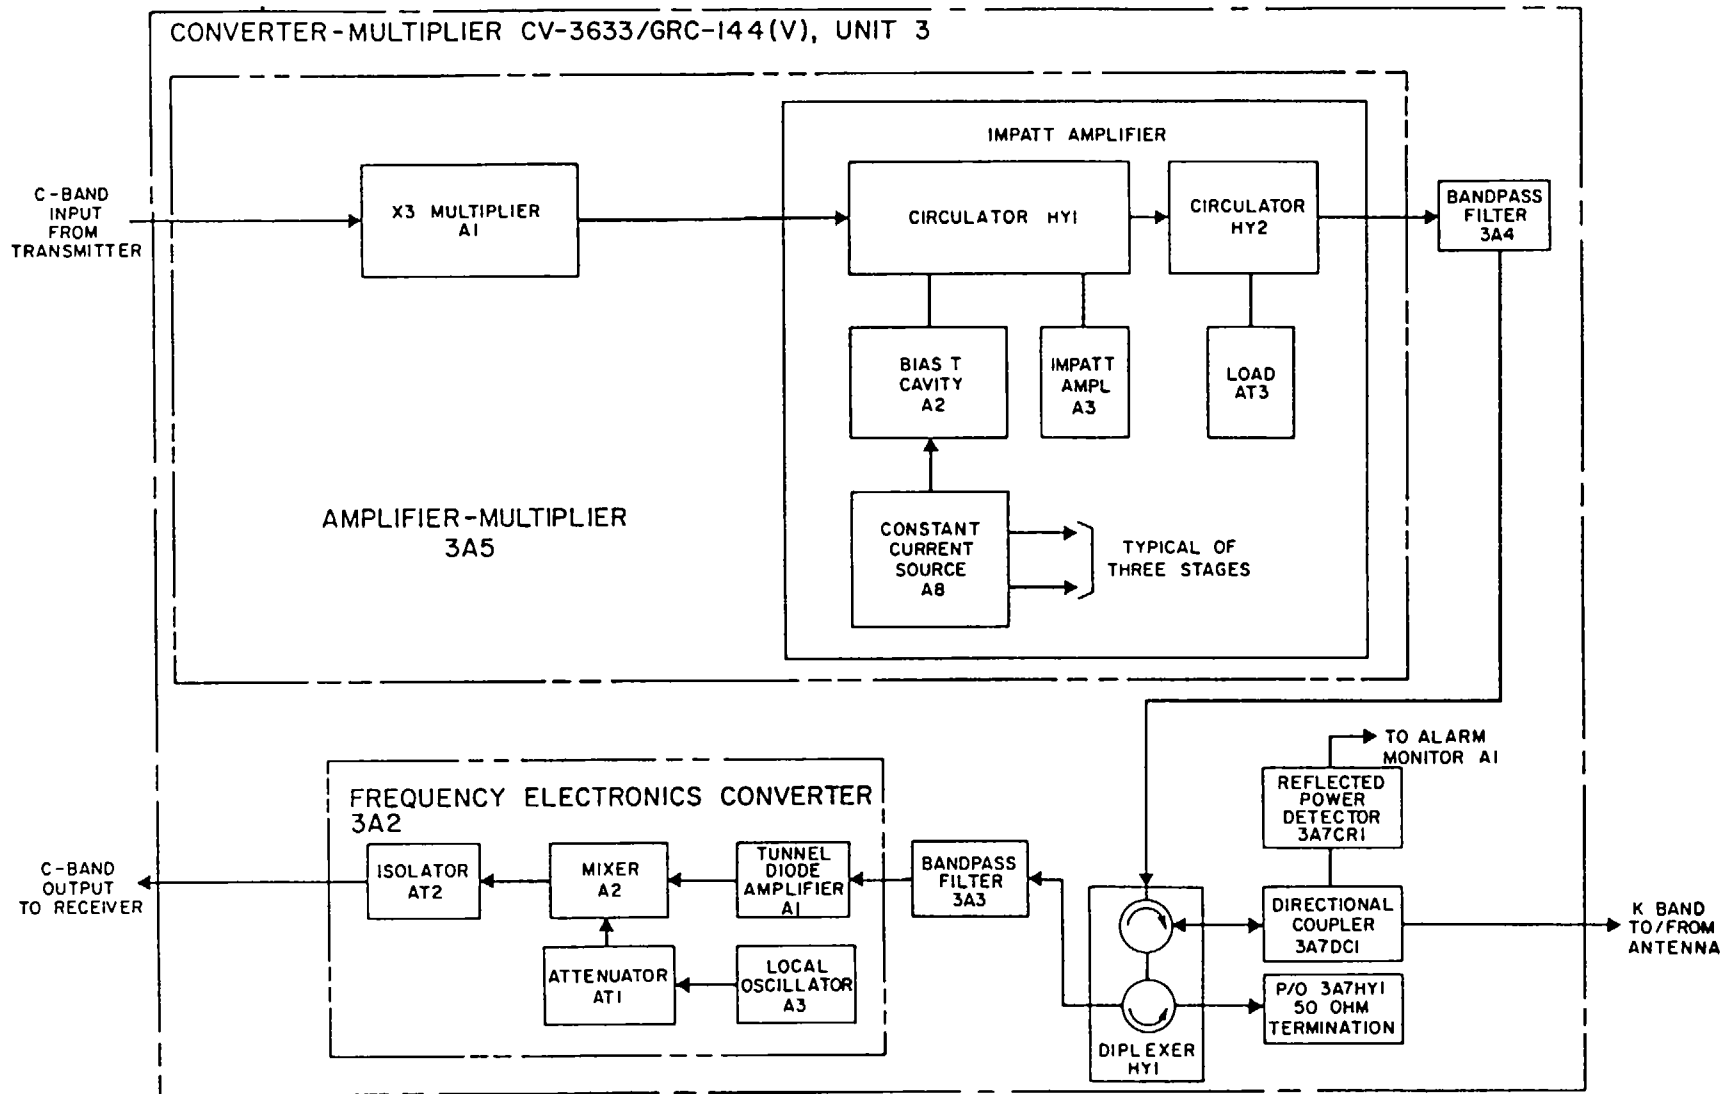 CONVERTER-MULTIPLIER CV-3633/GRC-144(V), UNIT 3
IMPATT AMPLIFIER
C-BAND
INPUT
FROM
TRANSMITTER
X3 MULTIPLIER
A1
CIRCULATOR HY1
CIRCULATOR
HY2
BANDPASS
FILTER
3A4
BIAS T
CAVITY
A2
IMPATT
AMPL
A3
LOAD
AT3
AMPLIFIER-MULTIPLIER
3A5
CONSTANT
CURRENT
SOURCE
A8
TYPICAL OF
THREE STAGES
TO ALARM
MONITOR A1
REFLECTED
POWER
DETECTOR
3A7CR1
FREQUENCY ELECTRONICS CONVERTER
3A2
C-BAND
OUTPUT
TO RECEIVER
ISOLATOR
AT2
MIXER
A2
TUNNEL
DIODE
AMPLIFIER
A1
BANDPASS
FILTER
3A3
DIRECTIONAL
COUPLER
3A7DC1
K BAND
TO/FROM
ANTENNA
ATTENUATOR
AT1
LOCAL
OSCILLATOR
A3
P/O 3A7HY1
50 OHM
TERMINATION
DIPLEXER
HY1